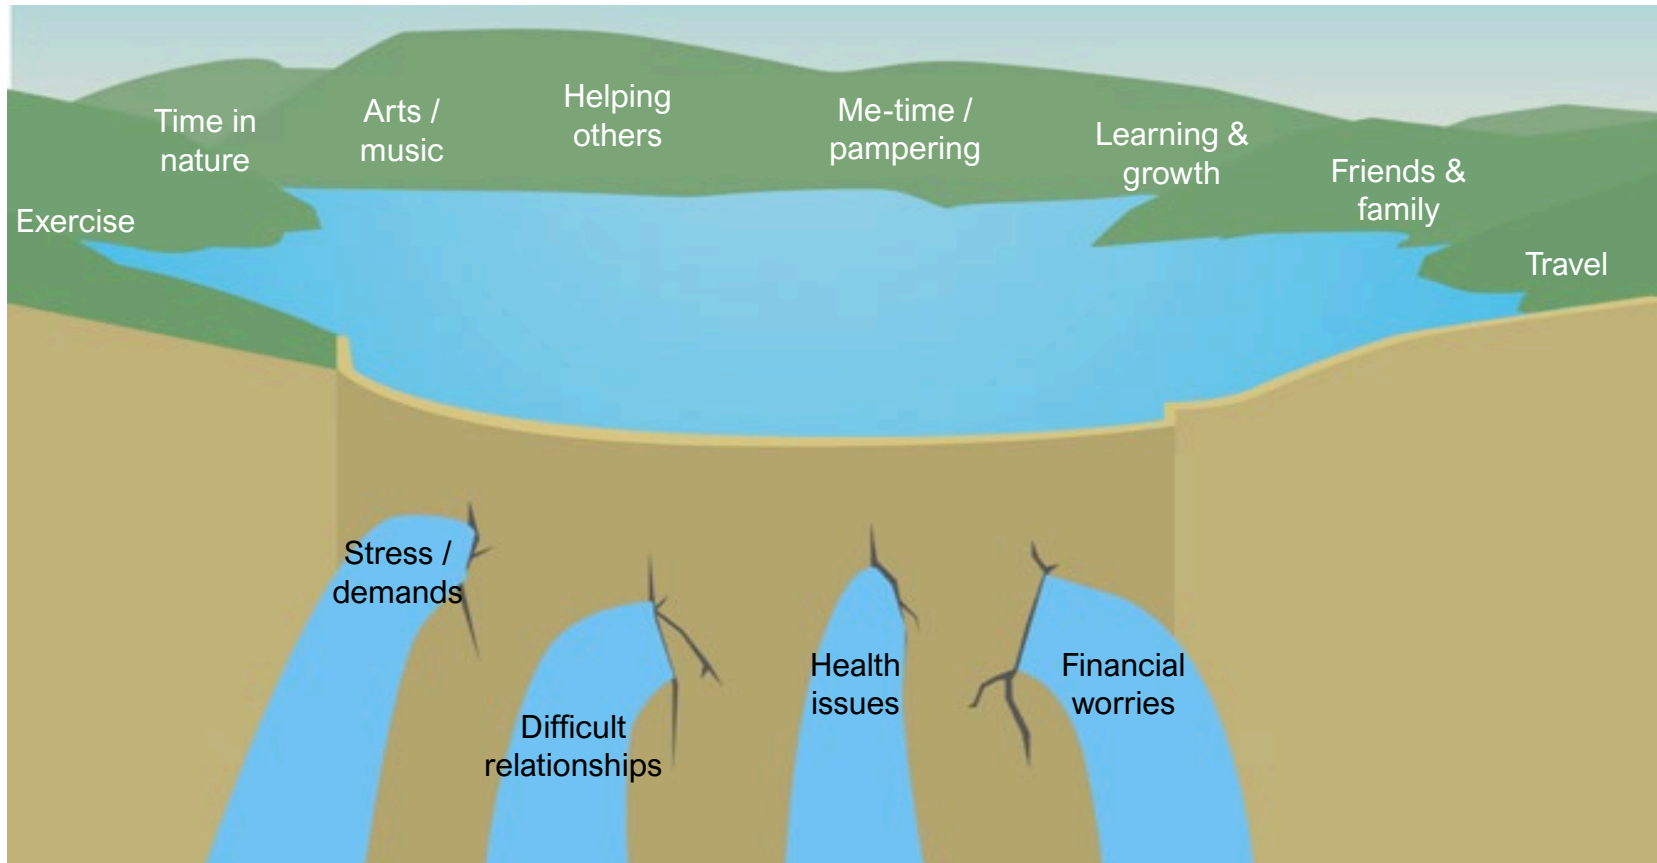 Exercise
Time in
nature
Arts /
music
Helping
others
Me-time /
pampering
Learning &
growth
Friends &
family
Travel
Stress /
demands
Difficult
relationships
Health
issues
Financial
worries